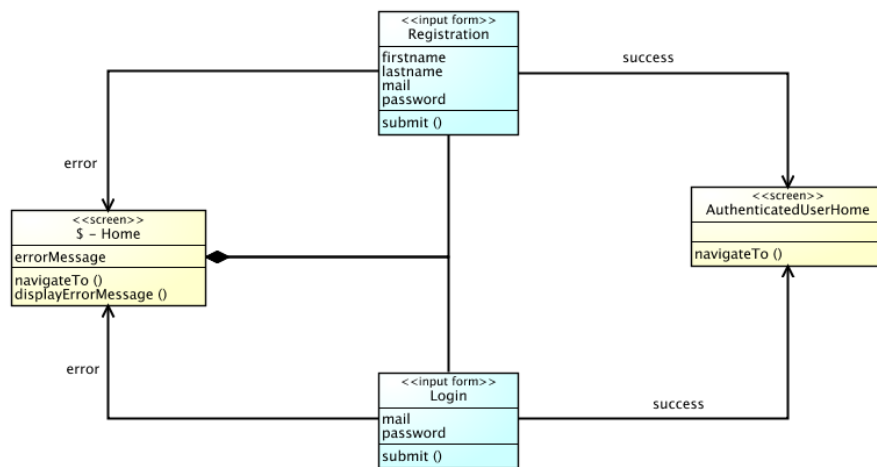 <<input form>>
Registration
firstname
lastname
mail
password
submit ()
success
error
<<screen>>
$ - Home
errorMessage
navigateTo ()
displayErrorMessage ()
<<screen>>
AuthenticatedUserHome
navigateTo ()
error
<<input form>>
Login
mail
password
submit ()
success